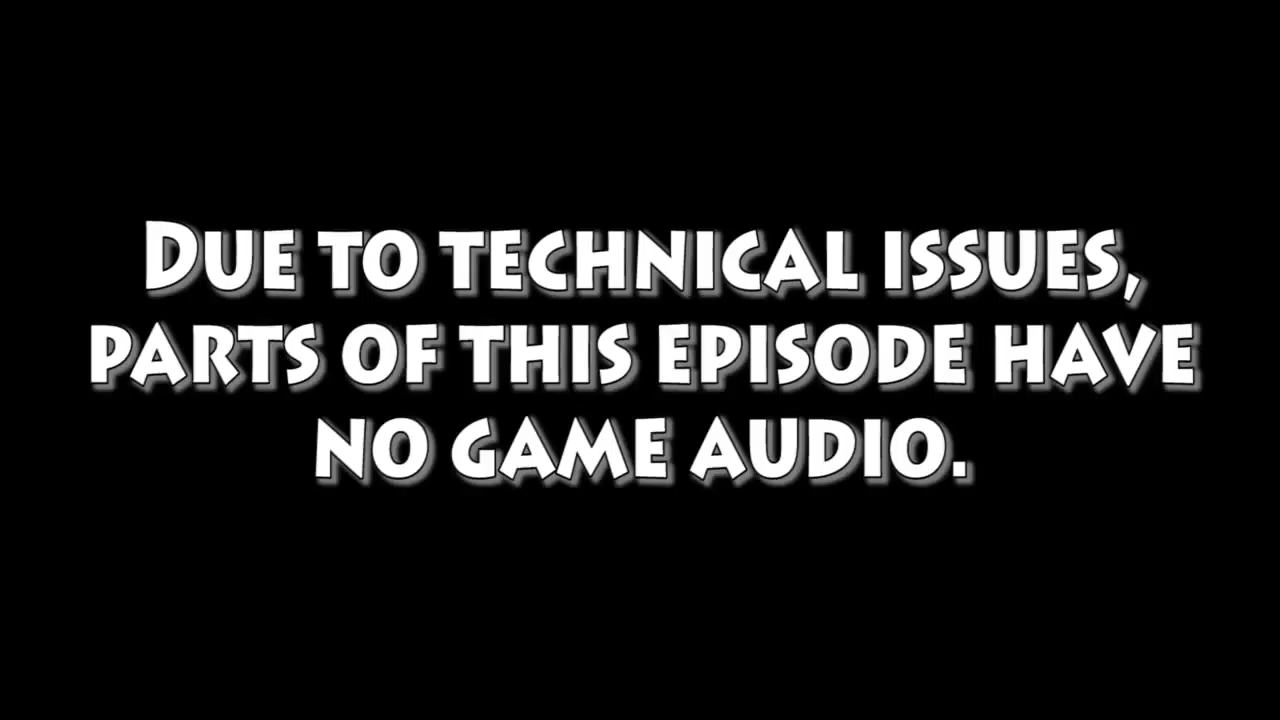 Due to technical issues,
parts of this episode have
no game audio.